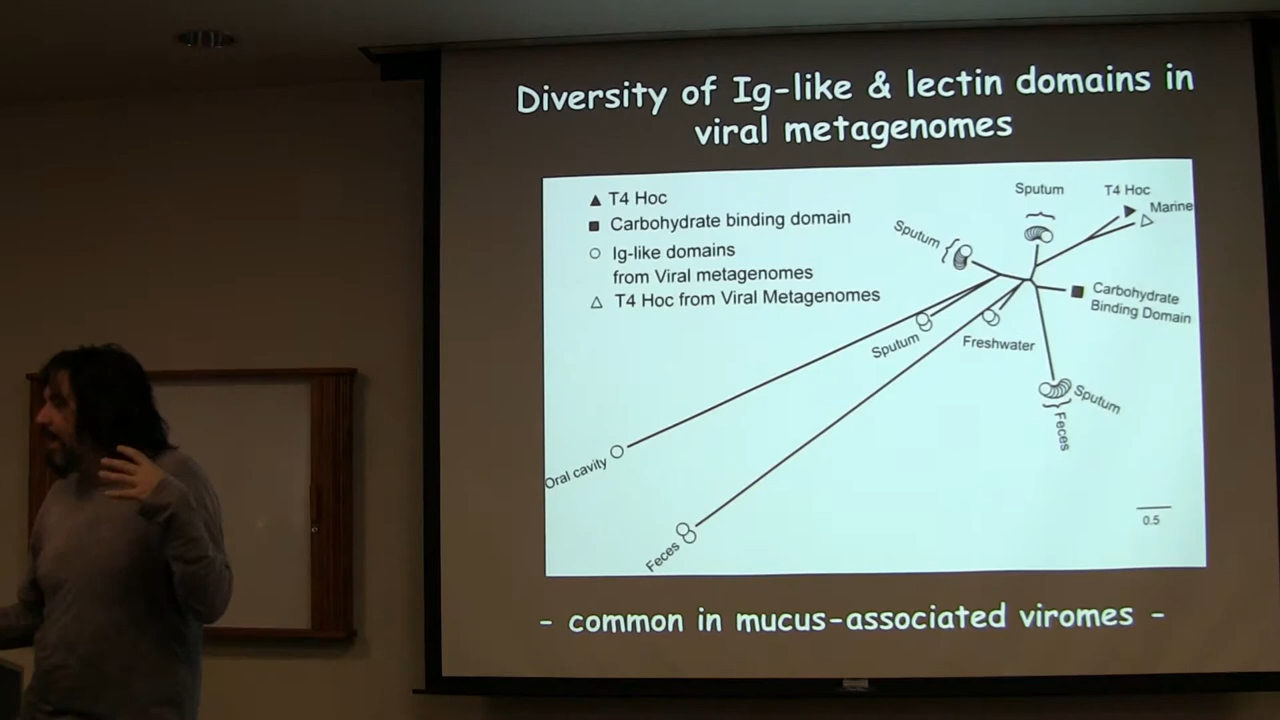 Diversity of Ig-like & lectin domains in
viral metagenomes
T4 Hoc
Carbohydrate binding domain
Ig-like domains
from Viral metagenomes
T4 Hoc from Viral Metagenomes
Sputum
Sputum
T4 Hoc
Marine
Carbohydrate
Binding Domain
Sputum
Freshwater
Sputum
Feces
Oral cavity
Feces
0.5
- common in mucus-associated viromes -